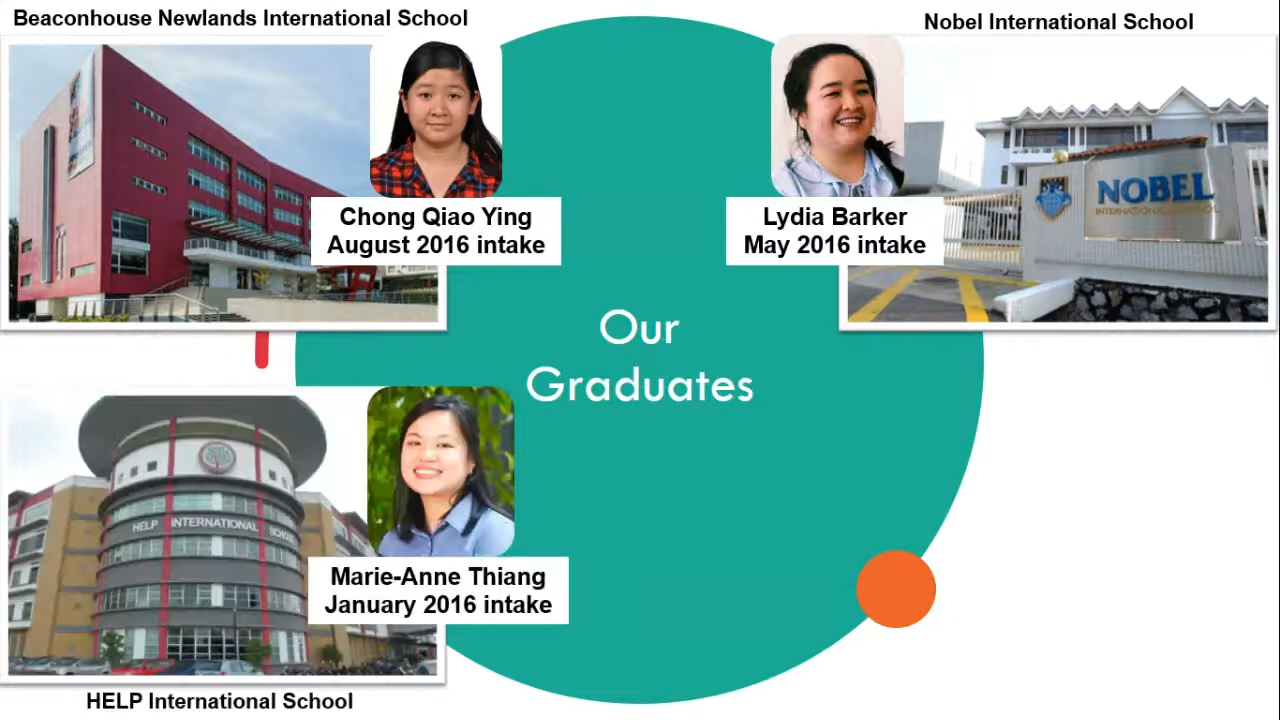 Beaconhouse Newlands International School
Nobel International School
NOBEL
INTERNATIONAL SCHOOL
Chong Qiao Ying
August 2016 intake
Lydia Barker
May 2016 intake
Our
Graduates
HELP INTERNATIONAL SCHOOL
Marie-Anne Thiang
January 2016 intake
HELP International School